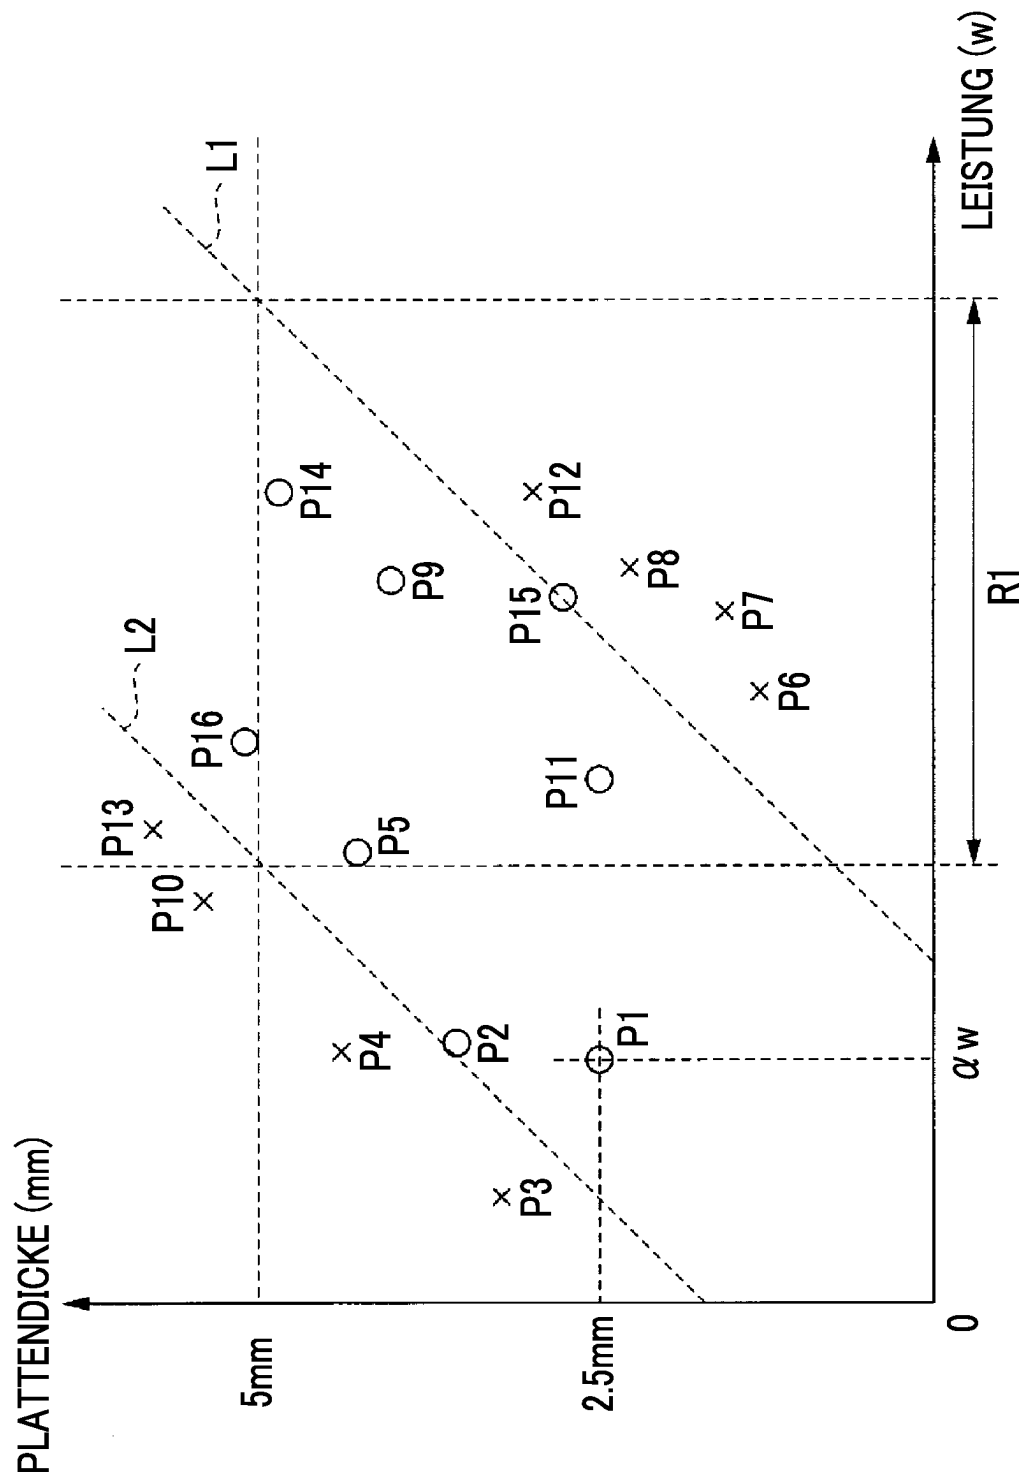 PLATTENDICKE (mm)
L2
L1
P13
P16
P10
5mm
P14
P5
P9
P4
P12
P2
P15
P3
P11
P8
2.5mm
P1
P7
P6
0
αw
LEISTUNG (w)
R1